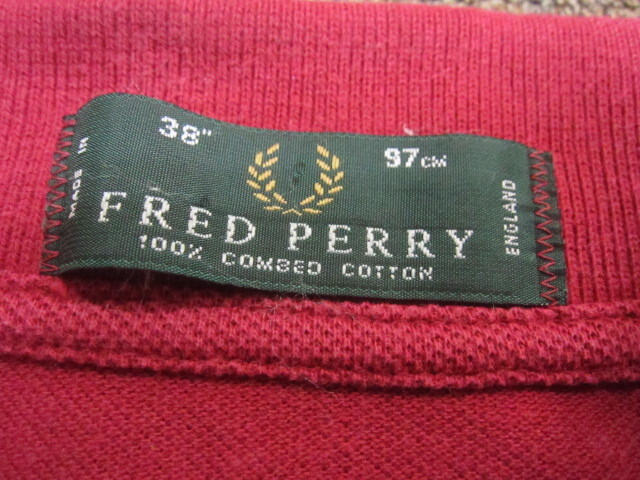 38" 97CM
MADE IN
FRED PERRY
100% COMBED COTTON
ENGLAND